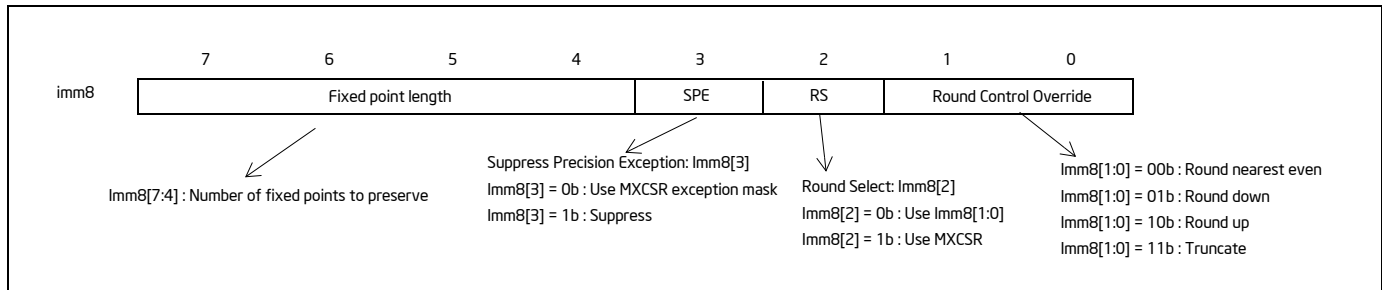 7 6 5 4 3 2 1 0
imm8 Fixed point length SPE RS Round Control Override
Imm8[7:4] : Number of fixed points to preserve
Suppress Precision Exception: Imm8[3]
Imm8[3] = 0b : Use MXCSR exception mask
Imm8[3] = 1b : Suppress
Round Select: Imm8[2]
Imm8[2] = 0b : Use Imm8[1:0]
Imm8[2] = 1b : Use MXCSR
Imm8[1:0] = 00b : Round nearest even
Imm8[1:0] = 01b : Round down
Imm8[1:0] = 10b : Round up
Imm8[1:0] = 11b : Truncate